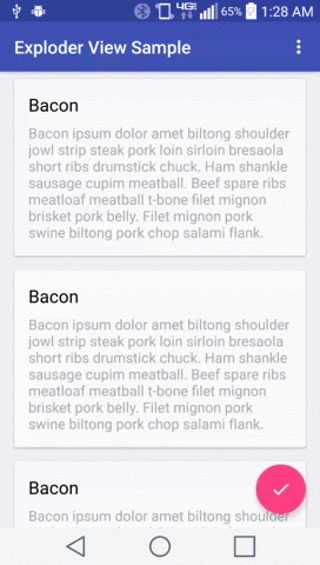 4G 65% 1:28 AM
Exploder View Sample
Bacon
Bacon ipsum dolor amet biltong shoulder
jowl strip steak pork loin sirloin bresaola
short ribs drumstick chuck. Ham shankle
sausage cupim meatball. Beef spare ribs
meatloaf meatball t-bone filet mignon
brisket pork belly. Filet mignon pork
swine biltong pork chop salami flank.
Bacon
Bacon ipsum dolor amet biltong shoulder
jowl strip steak pork loin sirloin bresaola
short ribs drumstick chuck. Ham shankle
sausage cupim meatball. Beef spare ribs
meatloaf meatball t-bone filet mignon
brisket pork belly. Filet mignon pork
swine biltong pork chop salami flank.
Bacon
Bacon ipsum dolor amet biltong shoulder